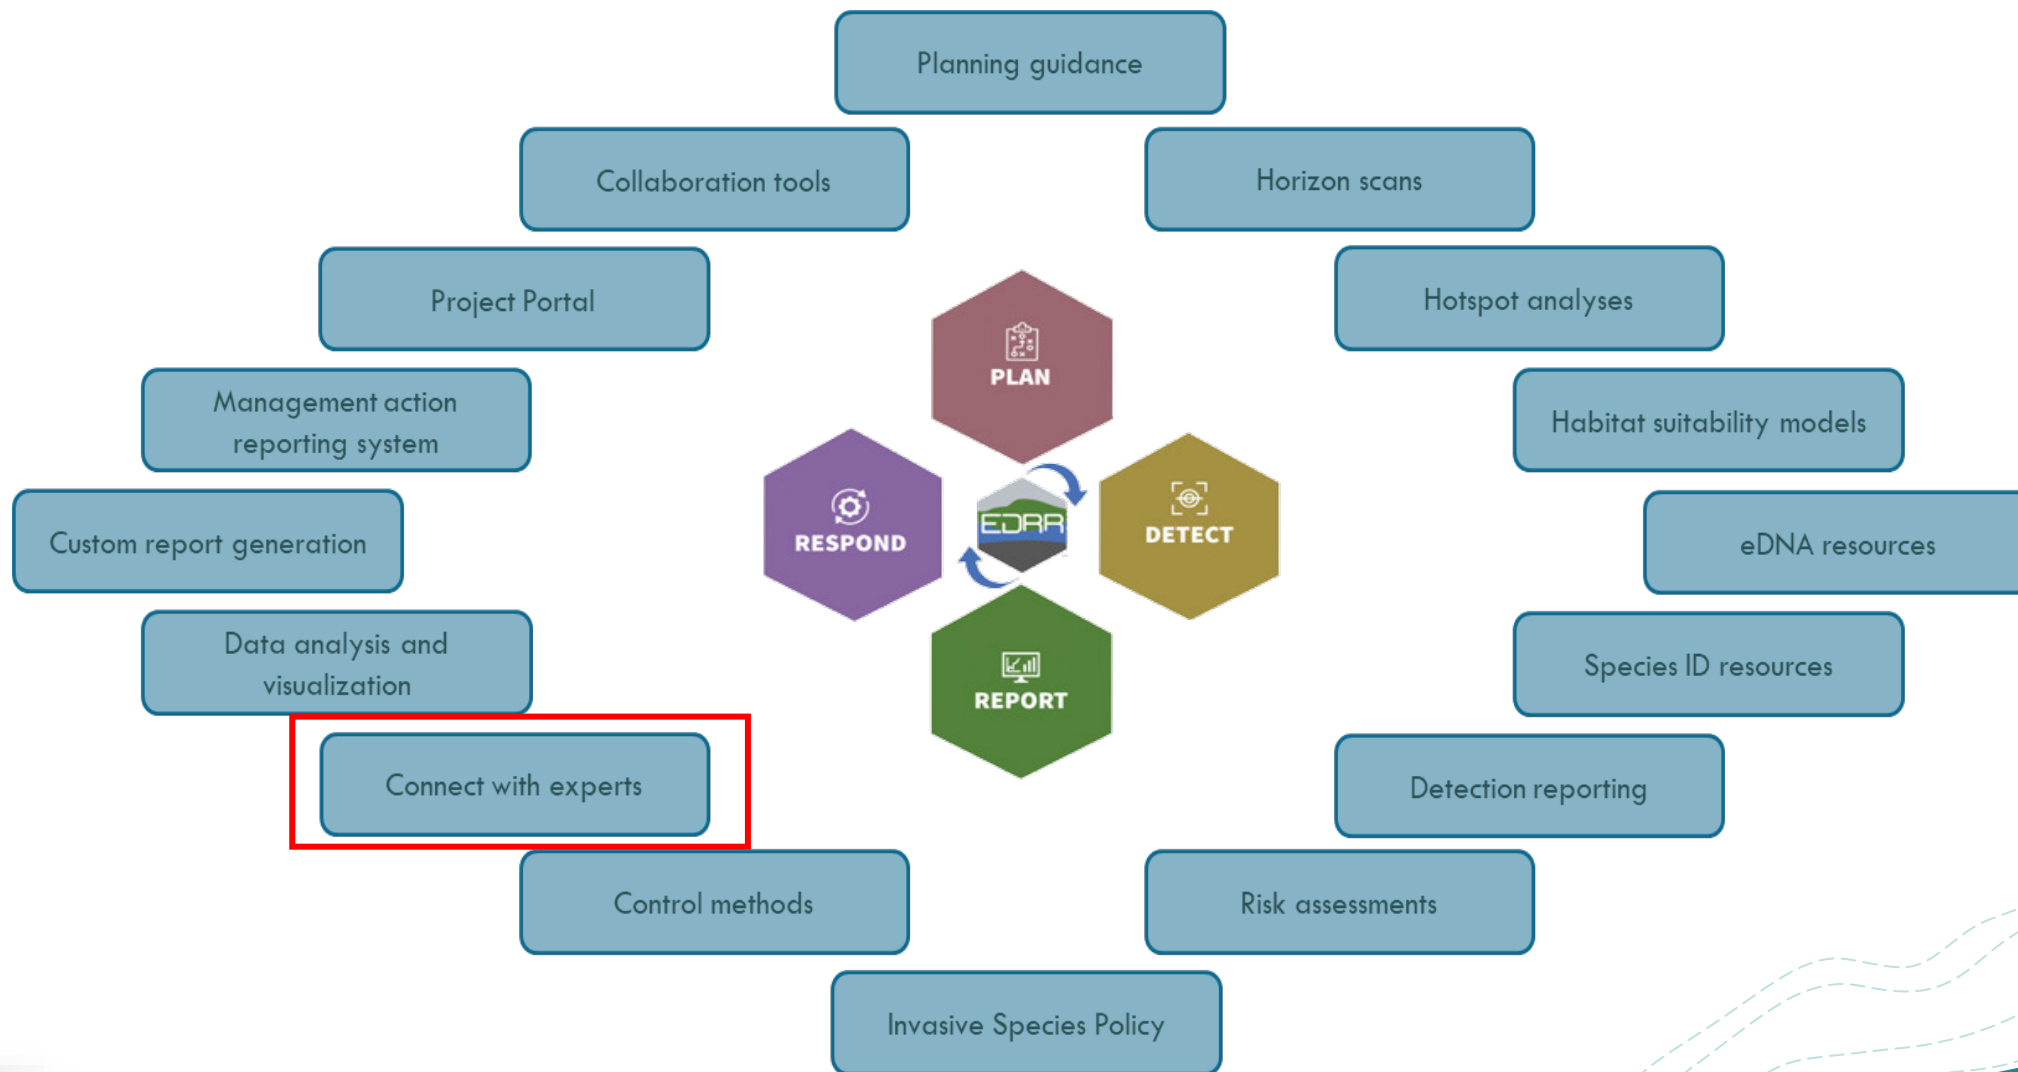 Planning guidance
Collaboration tools
Horizon scans
Project Portal
Hotspot analyses
PLAN
Management action
reporting system
Habitat suitability models
RESPOND
EDRR
DETECT
Custom report generation
eDNA resources
Data analysis and
visualization
Species ID resources
REPORT
Connect with experts
Detection reporting
Control methods
Risk assessments
Invasive Species Policy